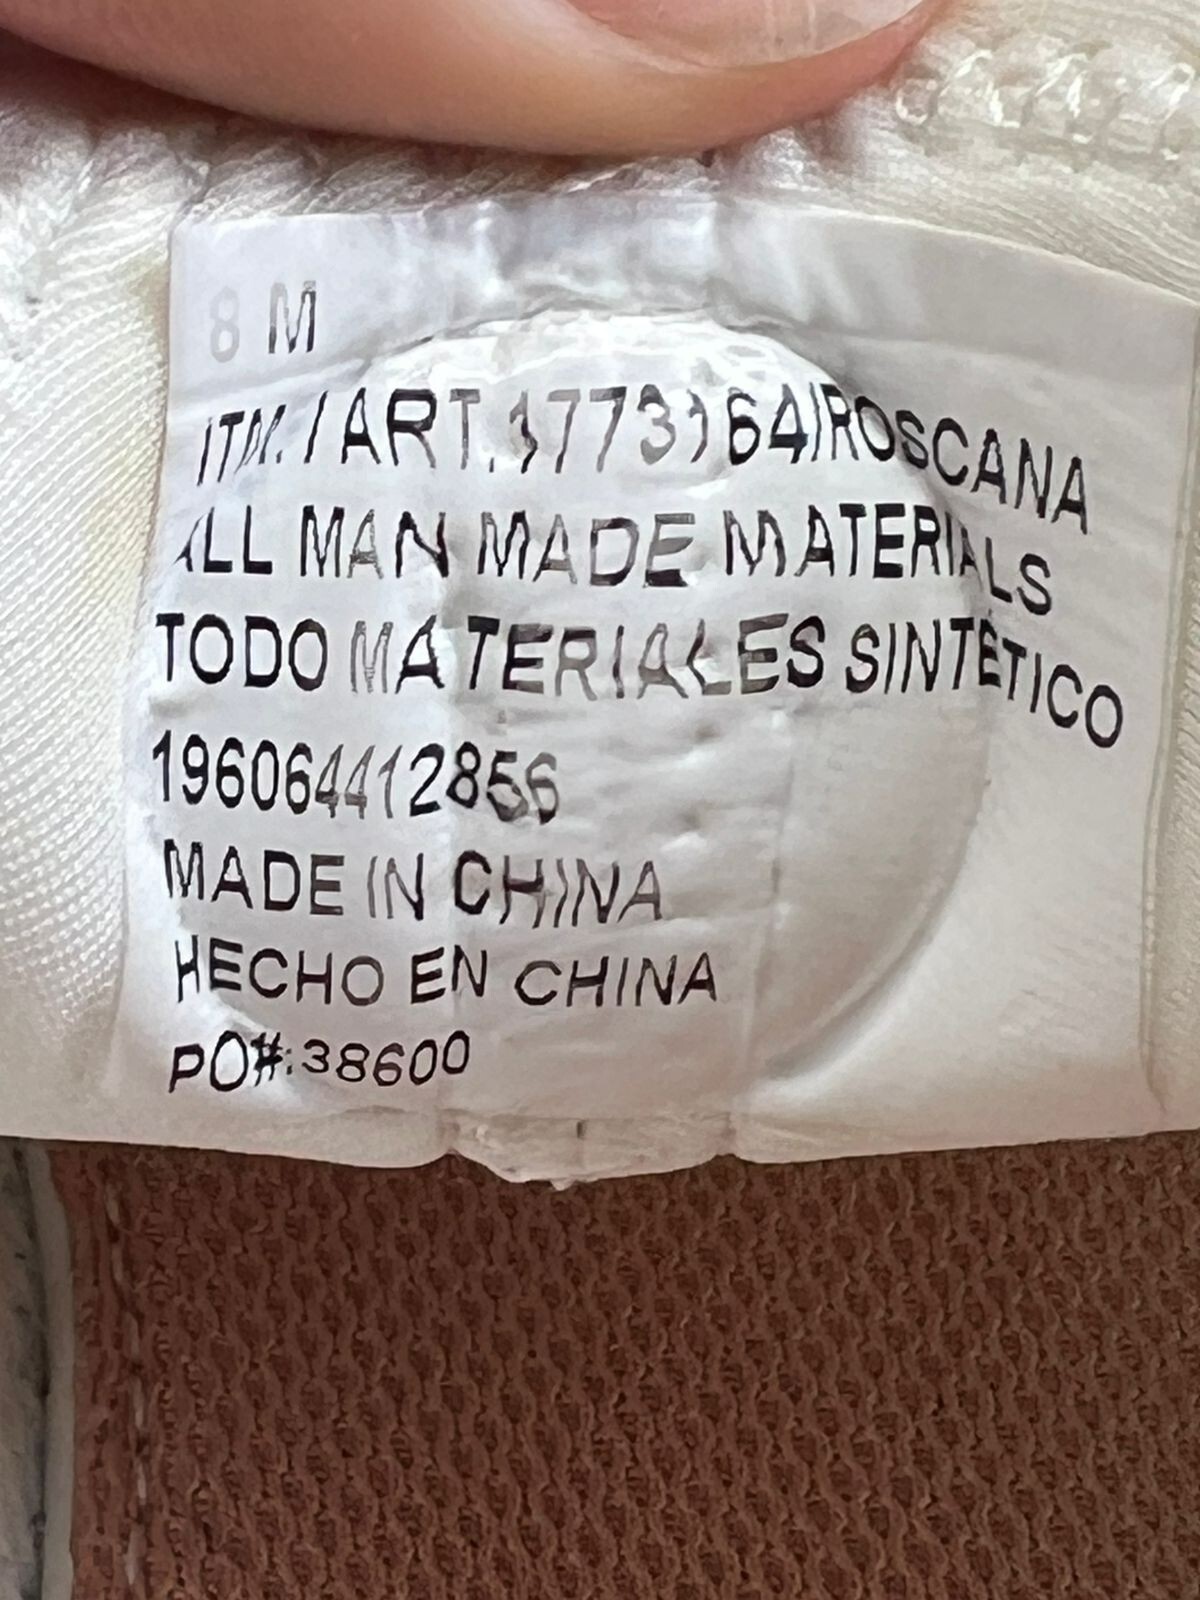 8 M
ITM./ART.1773164/ROSCANA
ALL MAN MADE MATERIALS
TODO MATERIALES SINTÉTICO
196064412856
MADE IN CHINA
HECHO EN CHINA
PO#:38600